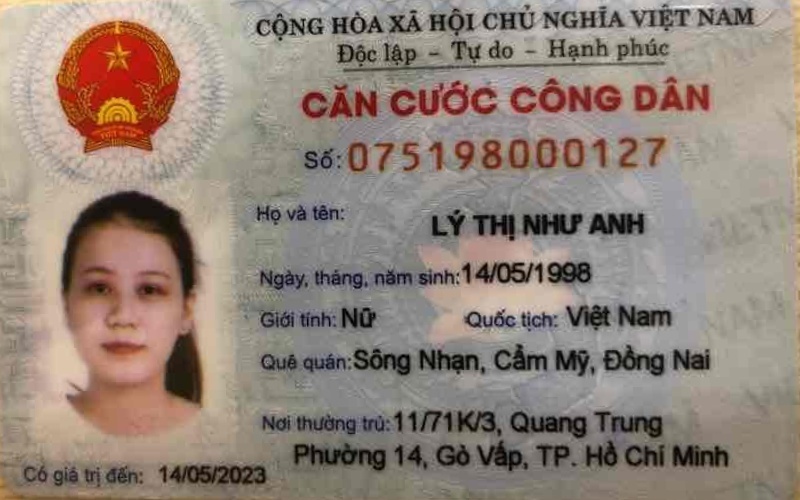 CỘNG HÒA XÃ HỘI CHỦ NGHĨA VIỆT NAM
Độc lập - Tự do - Hạnh phúc
CĂN CƯỚC CÔNG DÂN
Số: 075198000127
Họ và tên: LÝ THỊ NHƯ ANH
Ngày, tháng, năm sinh: 14/05/1998
Giới tính: Nữ Quốc tịch: Việt Nam
Quê quán: Sông Nhạn, Cẩm Mỹ, Đồng Nai
Nơi thường trú: 11/71K/3, Quang Trung
Phường 14, Gò Vấp, TP. Hồ Chí Minh
Có giá trị đến: 14/05/2023